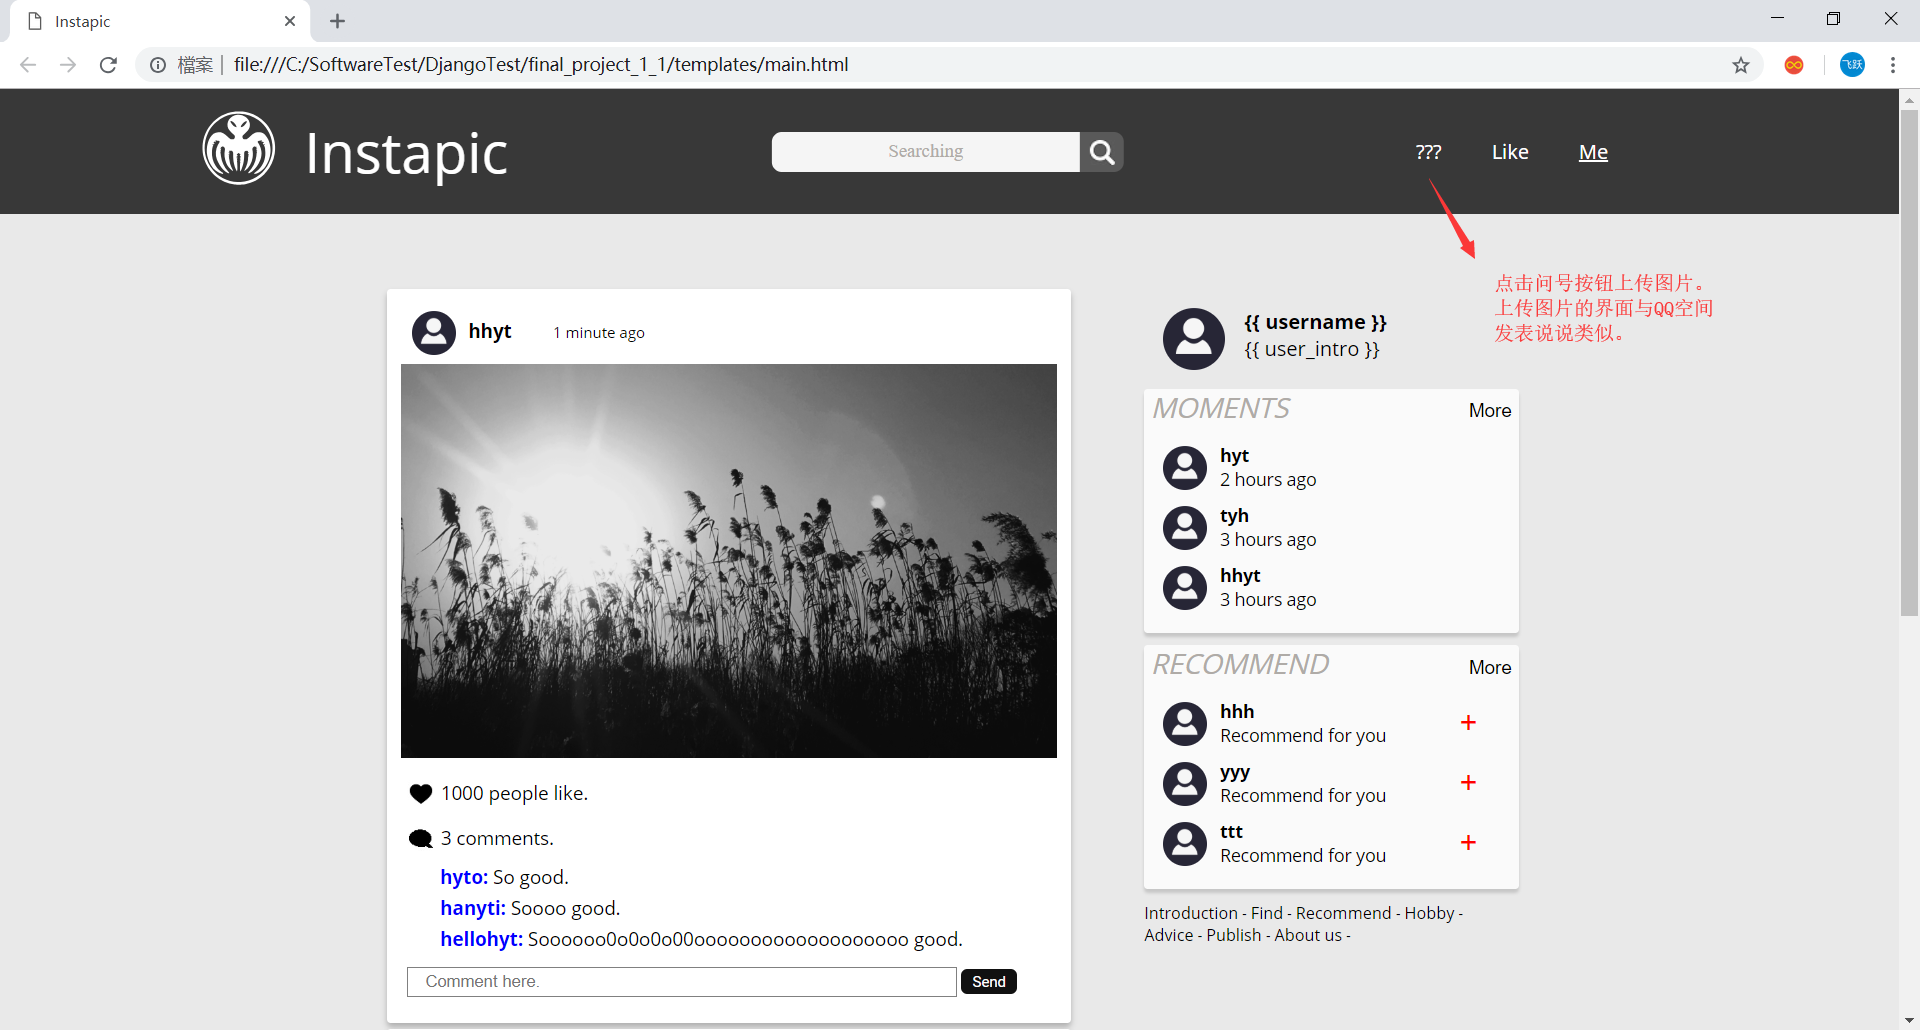 Instapic
檔案 | file:///C:/SoftwareTest/DjangoTest/final_project_1_1/templates/main.html
飞跃
Instapic
Searching
??? Like Me
点击问号按钮上传图片。
上传图片的界面与QQ空间
发表说说类似。
hhyt 1 minute ago
1000 people like.
3 comments.
hyto: So good.
hanyti: Soooo good.
hellohyt: Soooooo0o0o0o00ooooooooooooooooooo good.
Comment here. Send
{{ username }}
{{ user_intro }}
MOMENTS More
hyt
2 hours ago
tyh
3 hours ago
hhyt
3 hours ago
RECOMMEND More
hhh
Recommend for you +
yyy
Recommend for you +
ttt
Recommend for you +
Introduction - Find - Recommend - Hobby -
Advice - Publish - About us -